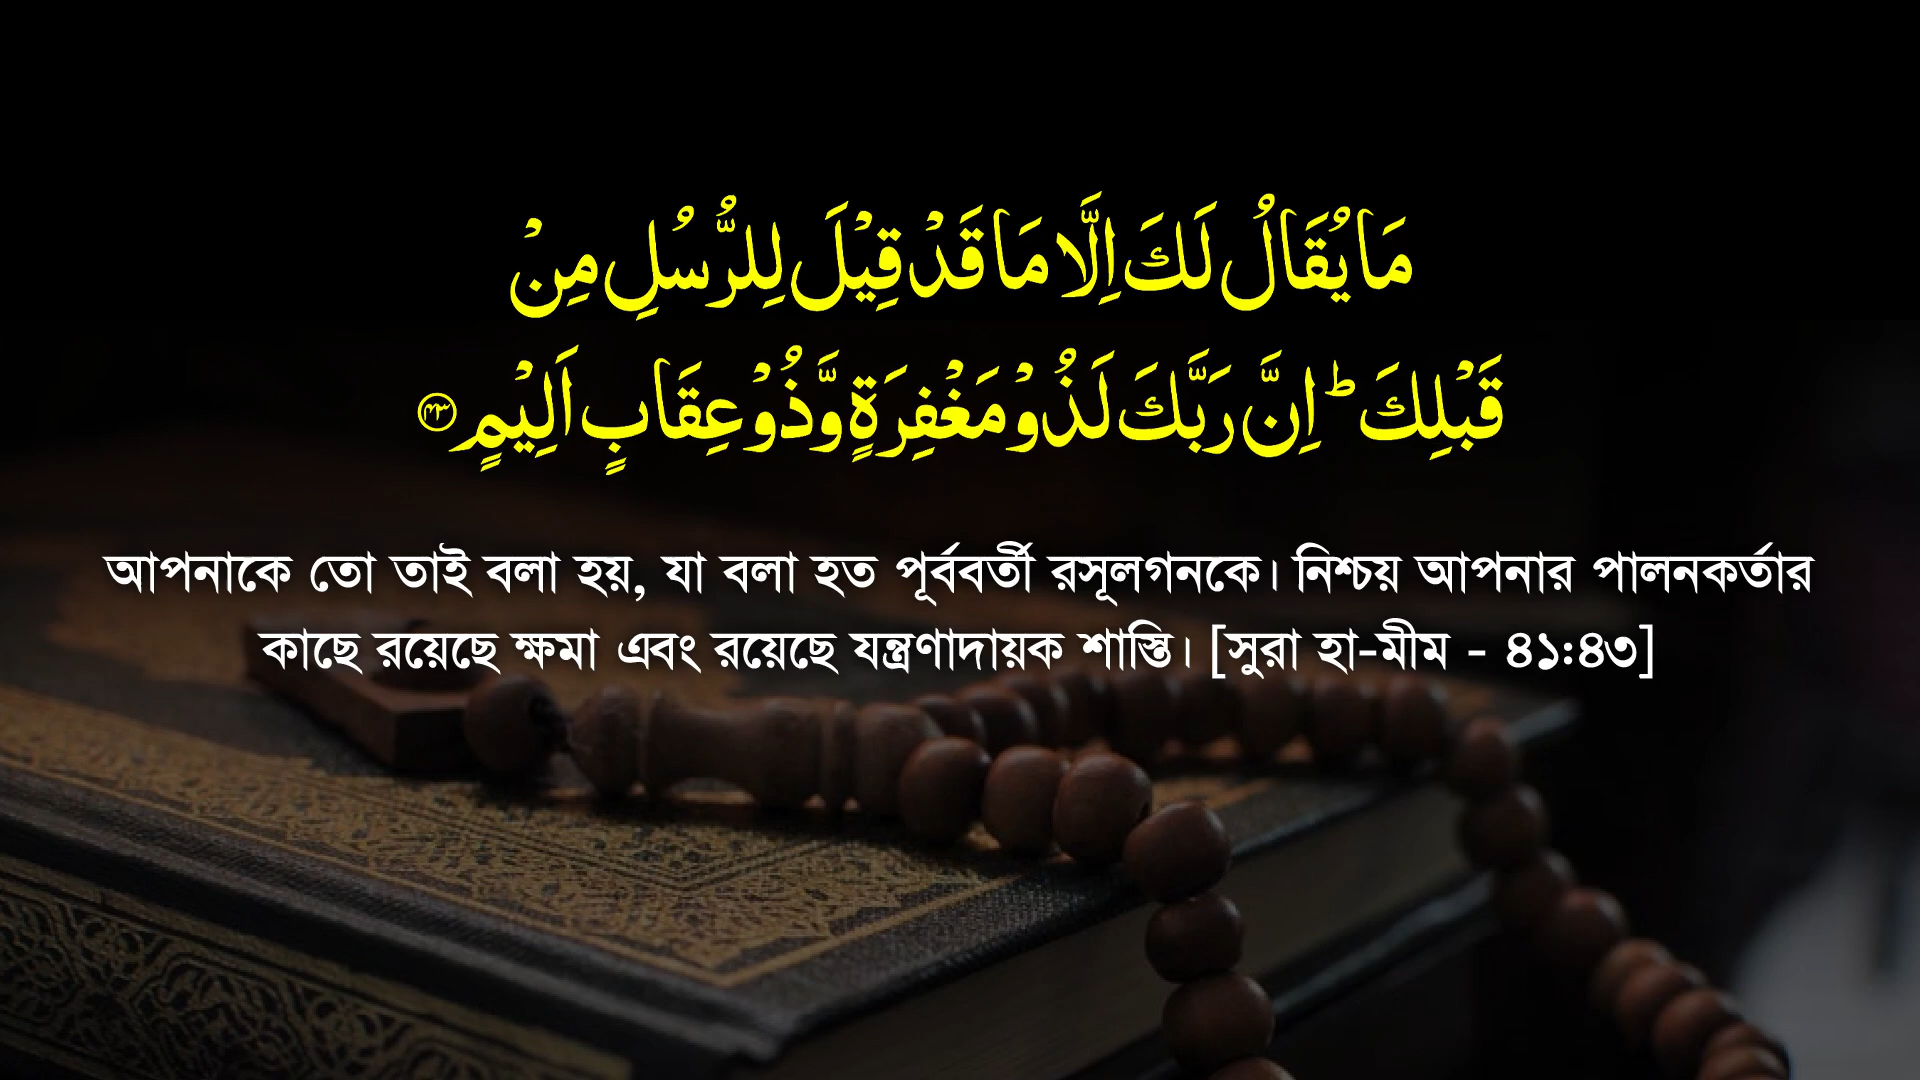 مَا يُقَالُ لَكَ اِلَّا مَا قَدۡ قِيۡلَ لِلرُّسُلِ مِنۡ
قَبۡلِكَ‌ؕ اِنَّ رَبَّكَ لَذُوۡ مَغۡفِرَةٍ وَّذُوۡ عِقَابٍ اَلِيۡمٍ ﴿۴۳﴾
আপনাকে তো তাই বলা হয়, যা বলা হত পূর্ববর্তী রসূলগনকে। নিশ্চয় আপনার পালনকর্তার
কাছে রয়েছে ক্ষমা এবং রয়েছে যন্ত্রণাদায়ক শাস্তি। [সুরা হা-মীম - ৪১:৪৩]